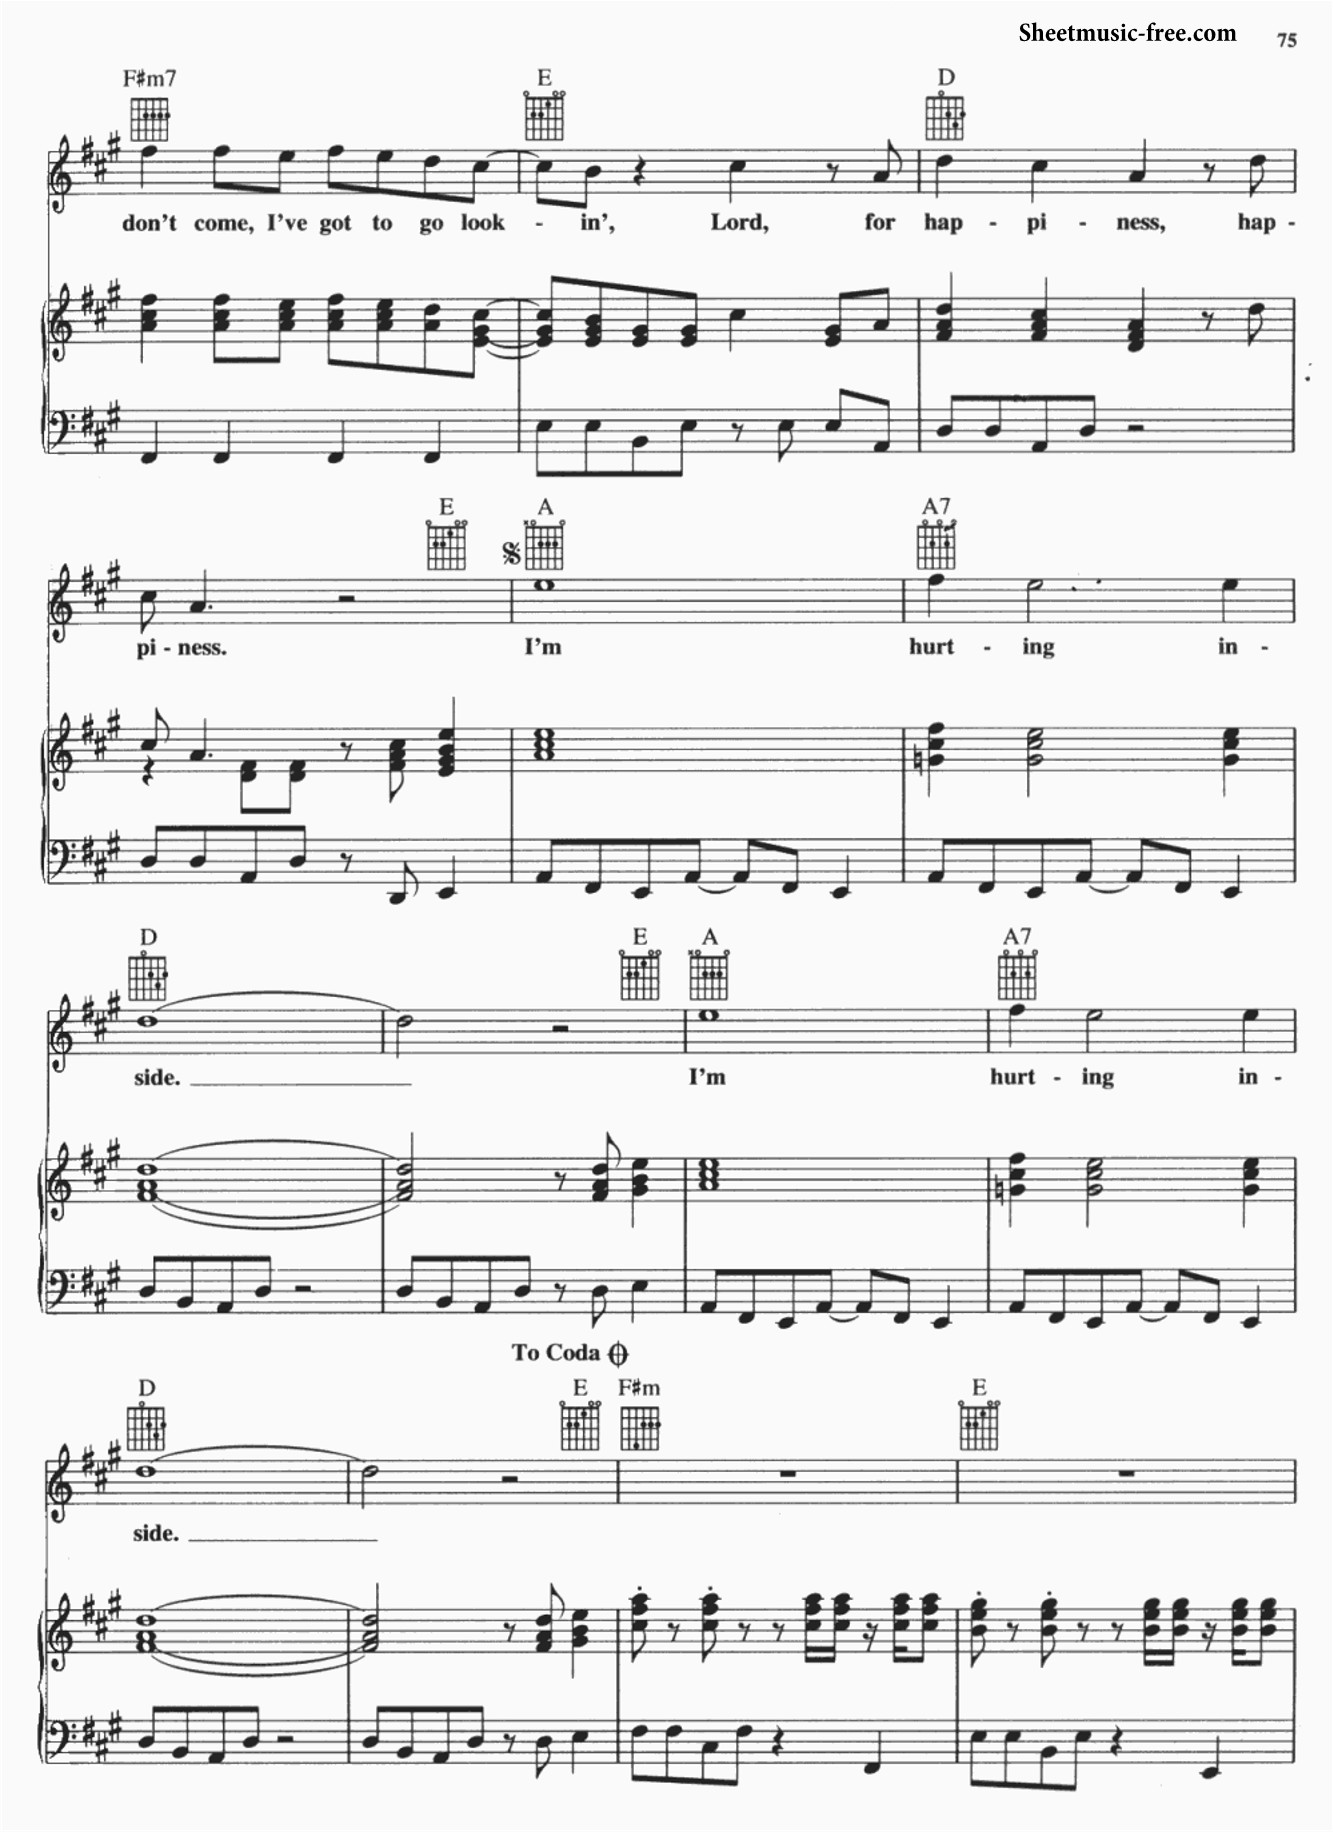 Sheetmusic-free.com 75
F#m7 E D
don't come, I've got to go look - in', Lord, for hap - pi - ness, hap -
E A A7
pi - ness. I'm hurt - ing in -
D E A A7
side. I'm hurt - ing in -
To Coda
D E F#m E
side.